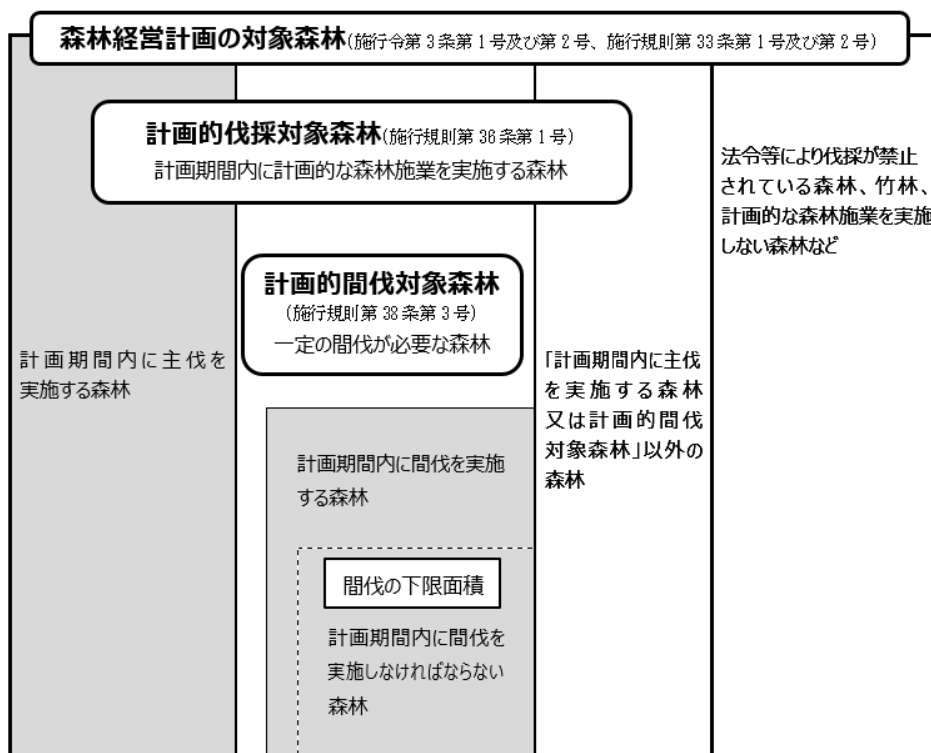 森林経営計画の対象森林(施行令第3条第1号及び第2号、施行規則第33条第1号及び第2号)
計画的伐採対象森林(施行規則第36条第1号)
計画期間内に計画的な森林施業を実施する森林
法令等により伐採が禁止
されている森林、竹林、
計画的な森林施業を実施
しない森林など
計画的間伐対象森林
(施行規則第38条第3号)
一定の間伐が必要な森林
計画期間内に主伐を
実施する森林
「計画期間内に主伐
を実施する森林
又は計画的間伐
対象森林」以外の
森林
計画期間内に間伐を実施
する森林
間伐の下限面積
計画期間内に間伐を
実施しなければならない
森林